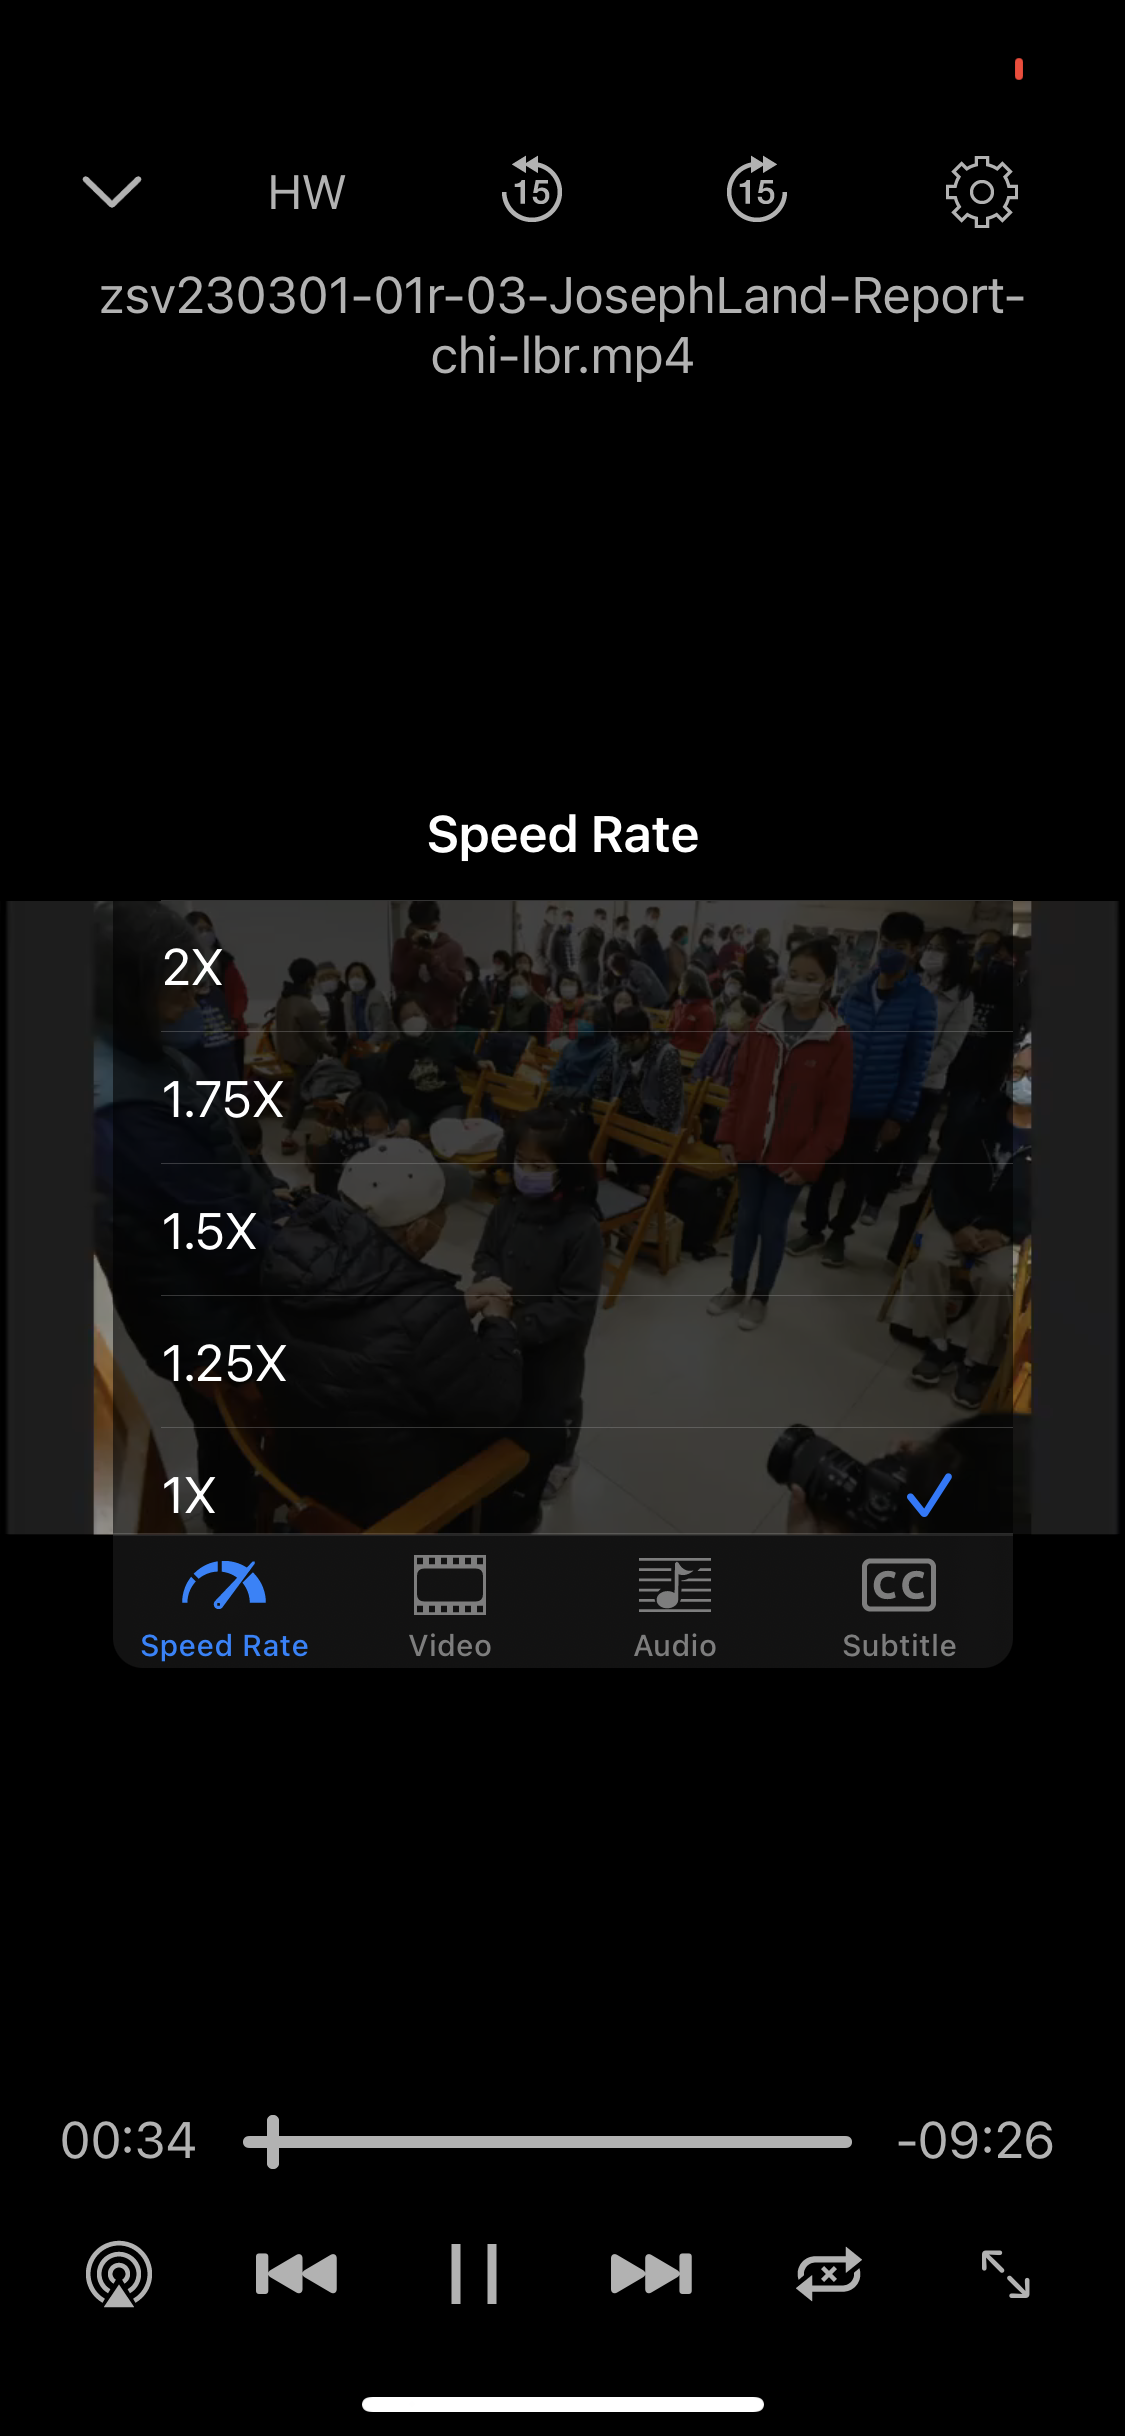 HW
15
15
zsv230301-01r-03-JosephLand-Report-
chi-lbr.mp4
Speed Rate
2X
1.75X
1.5X
1.25X
1X
Speed Rate
Video
Audio
CC
Subtitle
00:34
-09:26